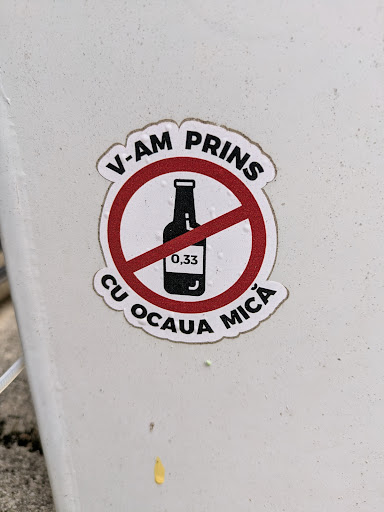 V-AM PRINS
0,33
CU OCAUA MICĂ